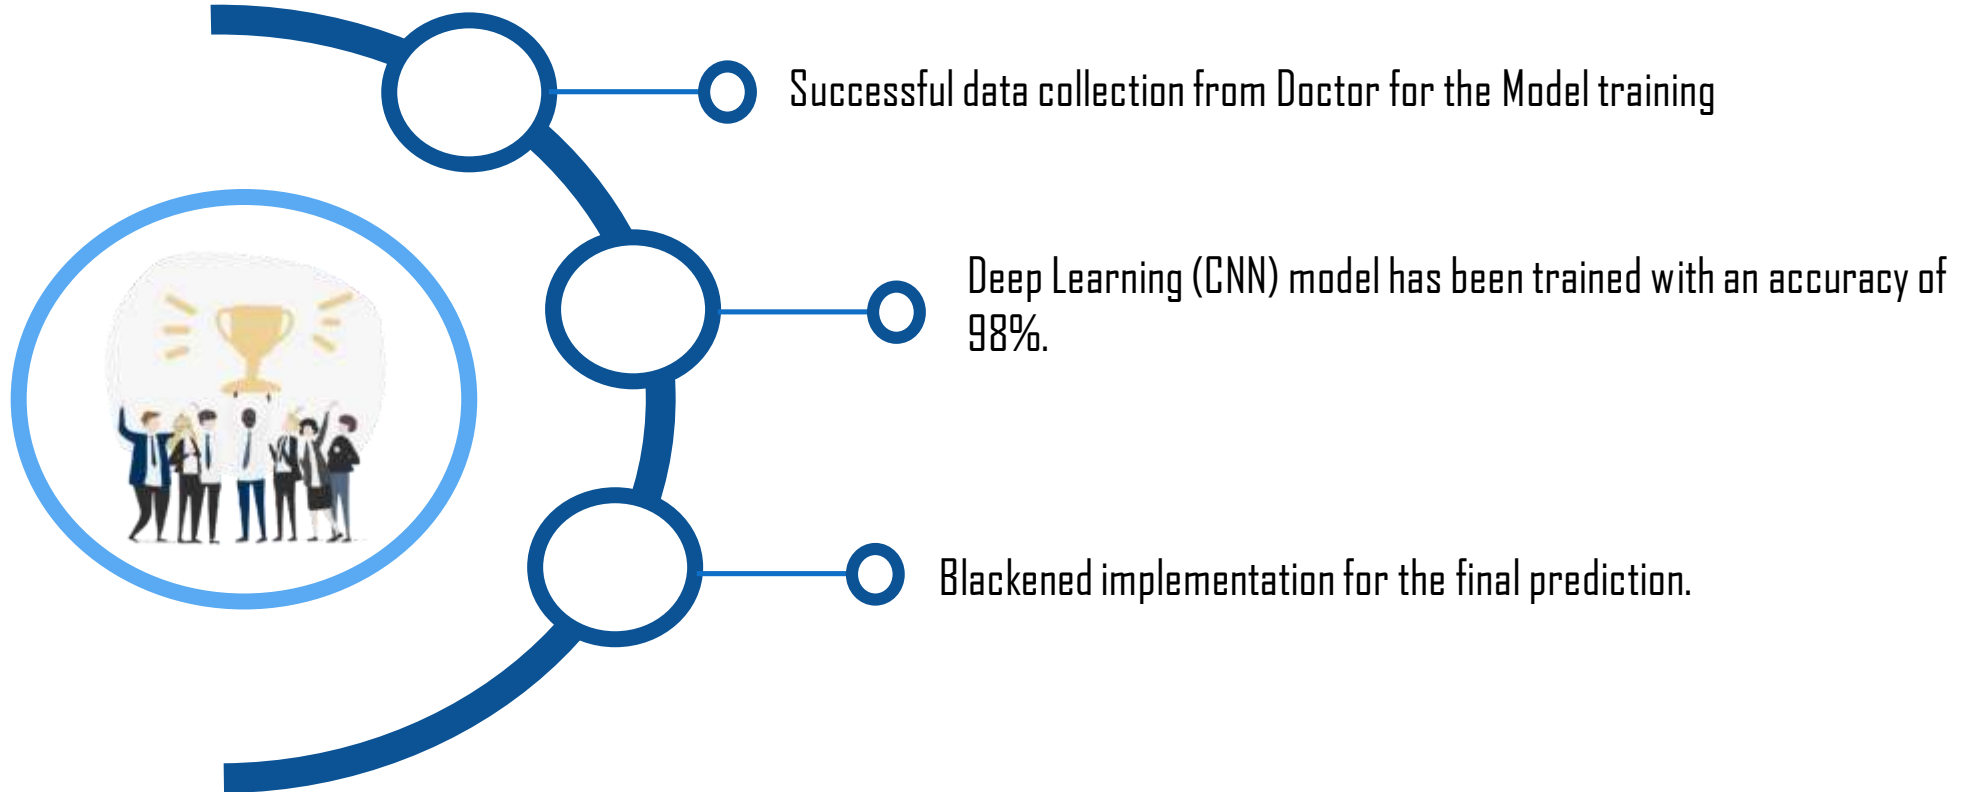 Successful data collection from Doctor for the Model training
Deep Learning (CNN) model has been trained with an accuracy of
98%.
Blackened implementation for the final prediction.